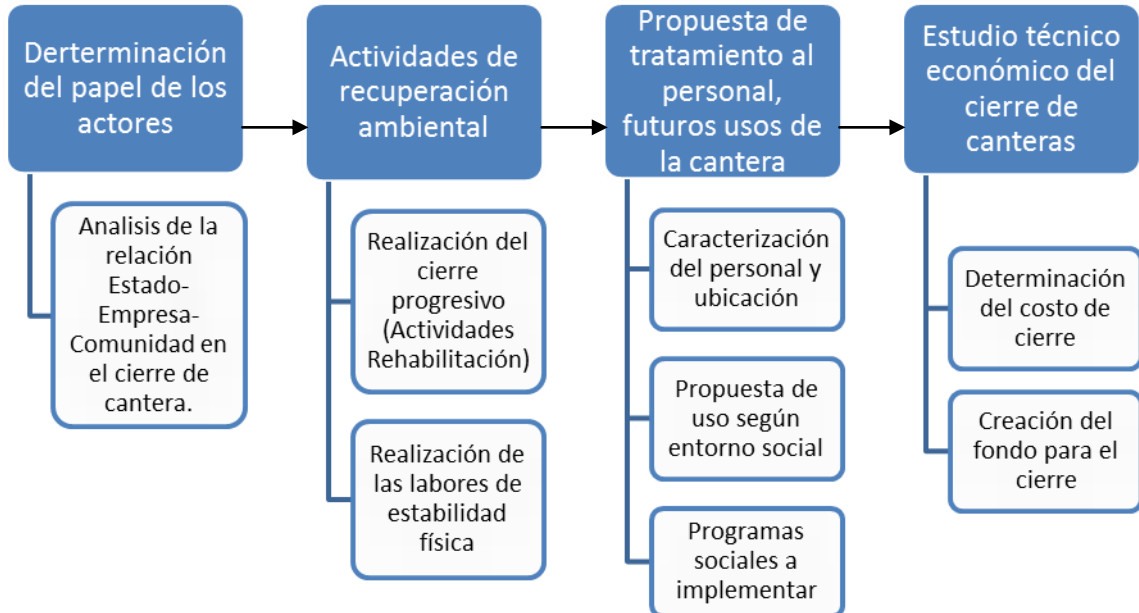 Derterminación
del papel de los
actores
Analisis de la
relación
Estado-
Empresa-
Comunidad en
el cierre de
cantera.
Actividades de
recuperación
ambiental
Realización del
cierre
progresivo
(Actividades
Rehabilitación)
Realización de
las labores de
estabilidad
física
Propuesta de
tratamiento al
personal,
futuros usos de
la cantera
Caracterización
del personal y
ubicación
Propuesta de
uso según
entorno social
Programas
sociales a
implementar
Estudio técnico
económico del
cierre de
canteras
Determinación
del costo de
cierre
Creación del
fondo para el
cierre